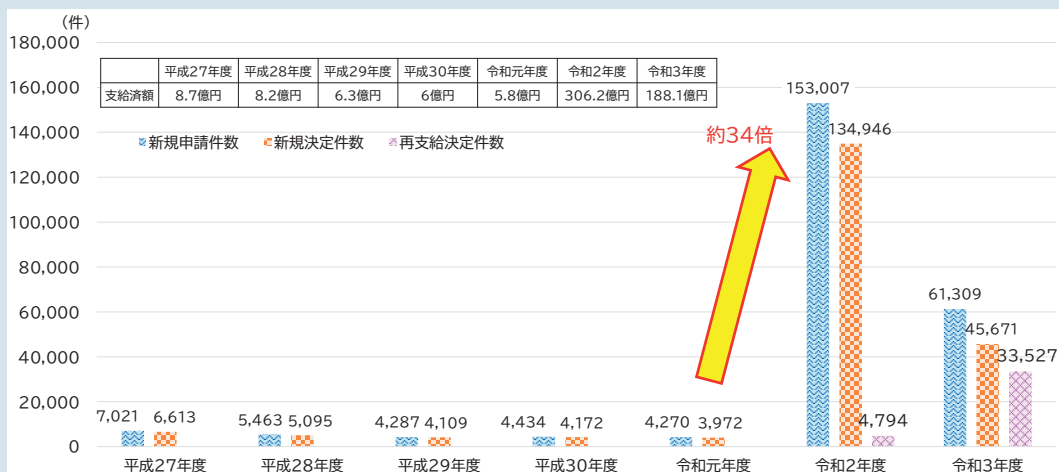 (件)
180,000
平成27年度 平成28年度 平成29年度 平成30年度 令和元年度 令和2年度 令和3年度
支給済額 8.7億円 8.2億円 6.3億円 6億円 5.8億円 306.2億円 188.1億円
160,000
153,007
140,000
新規申請件数 新規決定件数 再支給決定件数
約34倍
134,946
120,000
100,000
80,000
60,000
61,309
45,671
40,000
33,527
20,000
7,021 6,613 5,463 5,095 4,287 4,109 4,434 4,172 4,270 3,972 4,794
0
平成27年度 平成28年度 平成29年度 平成30年度 令和元年度 令和2年度 令和3年度